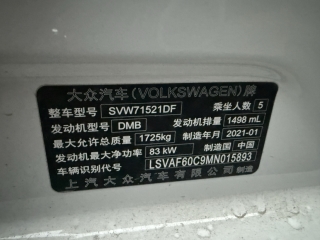 大众汽车(VOLKSWAGEN)牌
整车型号 SVW71521DF 乘坐人数 5
发动机型号 DMB 发动机排量 1498 mL
最大允许总质量 1725kg 制造年月 2021-01
发动机最大净功率 83 kW 制造国 中国
车辆识别代号 LSVAF60C9MN015893
上汽大众汽车有限公司 制造